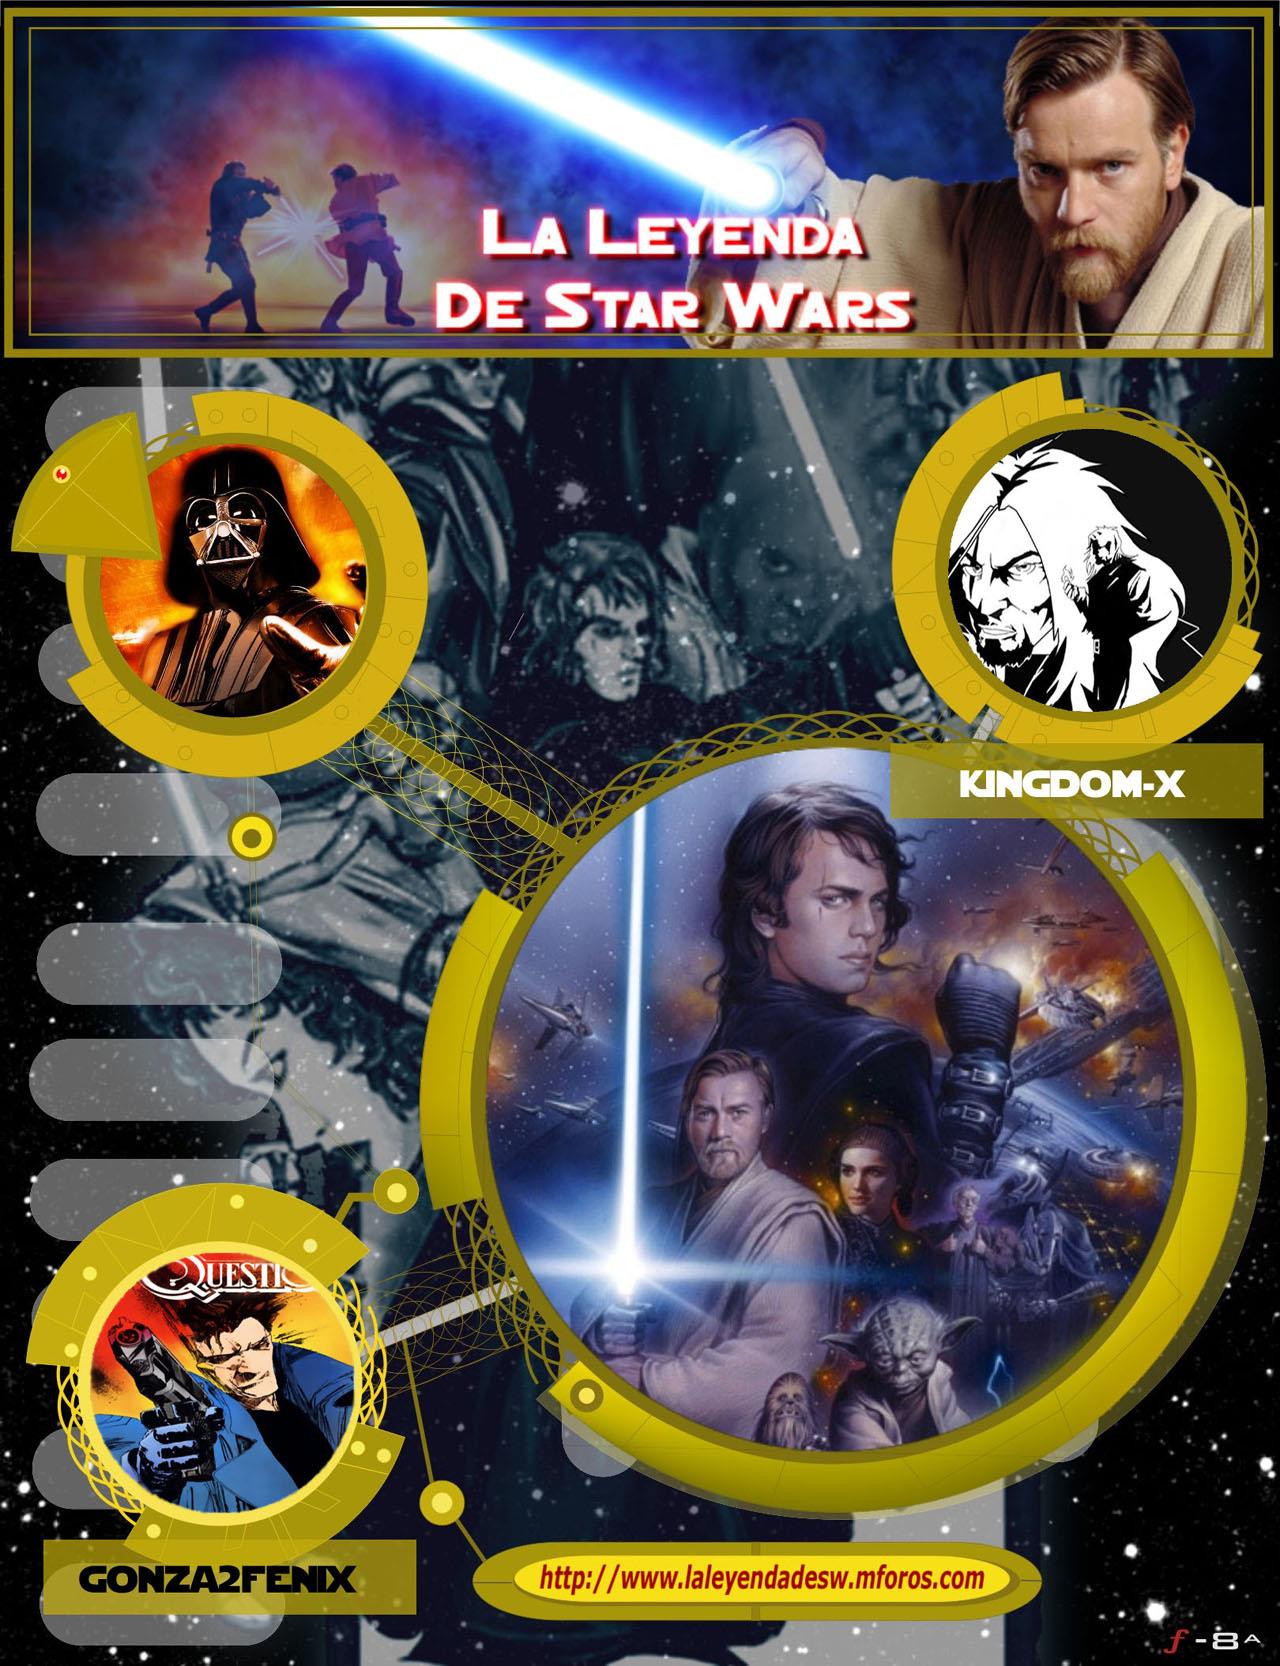 La Leyenda
De Star Wars
KINGDOM-X
QUESTI
GONZA2FENIX
http://www.laleyendadesw.mforos.com
f-8A